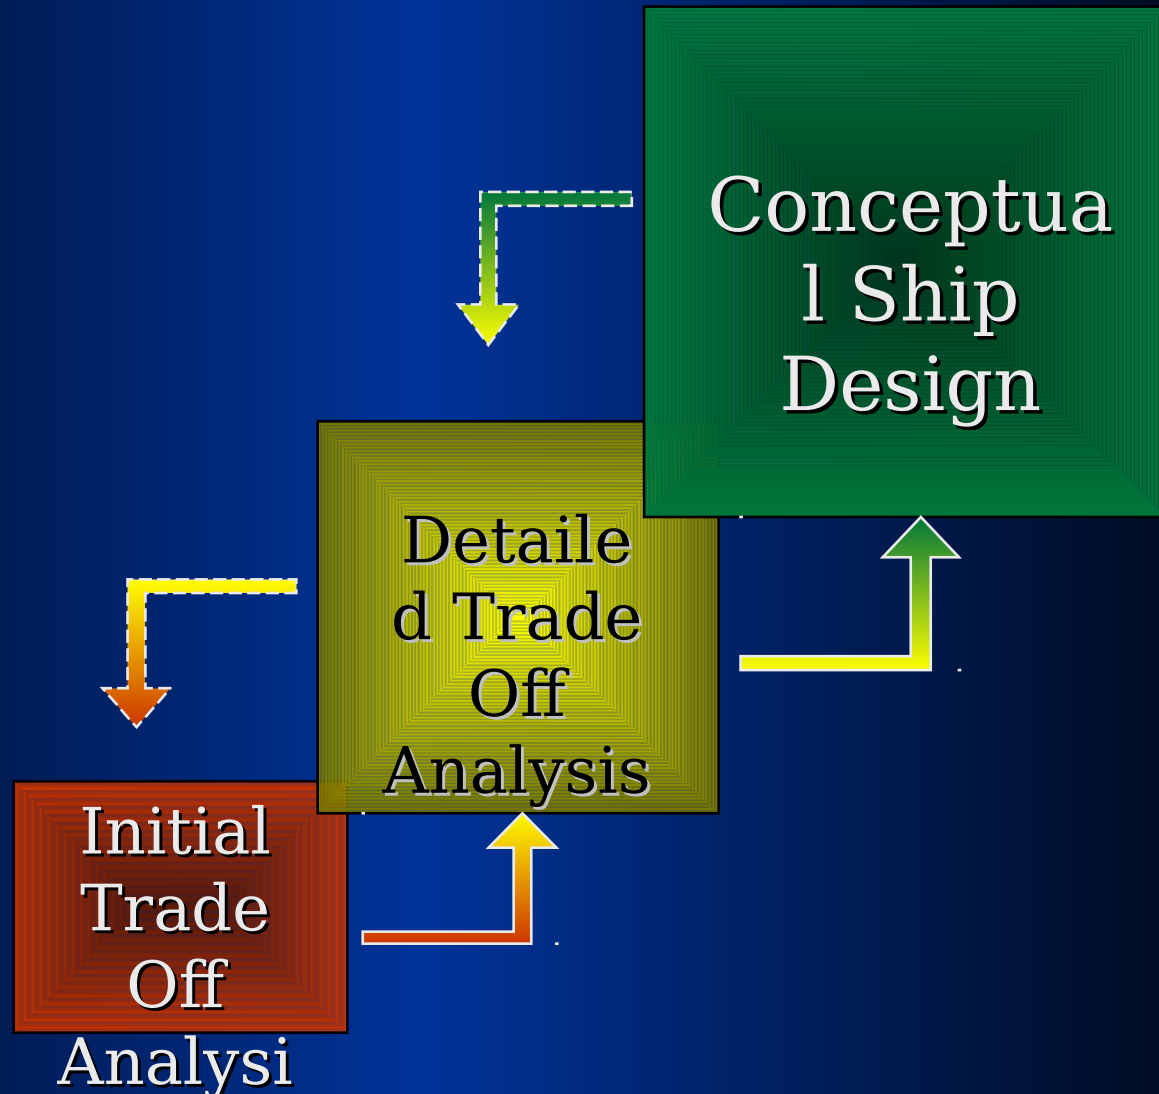 Conceptua
l Ship
Design
Detaile
d Trade
Off
Analysis
Initial
Trade
Off
Analysi